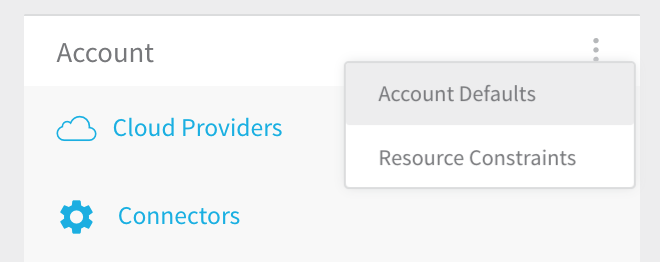 Account
Account Defaults
Cloud Providers
Resource Constraints
Connectors